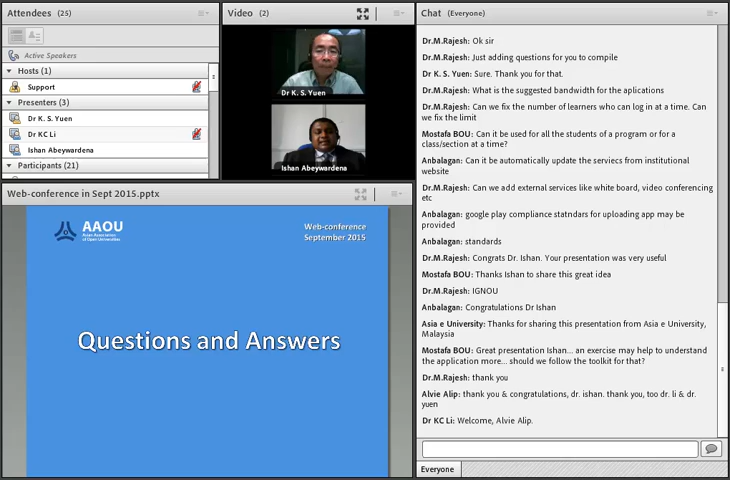 Attendees (25)
Active Speakers
Hosts (1)
Support
Presenters (3)
Dr K. S. Yuen
Dr KC Li
Ishan Abeywardena
Participants (21)
Video (2)
Dr K. S. Yuen
Ishan Abeywardena
Web-conference in Sept 2015.pptx
AAOU
Asian Association
of Open Universities
Web-conference
September 2015
Questions and Answers
Chat (Everyone)
Dr.M.Rajesh: Ok sir
Dr.M.Rajesh: Just adding questions for you to compile
Dr K. S. Yuen: Sure. Thank you for that.
Dr.M.Rajesh: What is the suggested bandwidth for the aplications
Dr.M.Rajesh: Can we fix the number of learners who can log in at a time. Can
we fix the limit
Mostafa BOU: Can it be used for all the students of a program or for a
class/section at a time?
Anbalagan: Can it be automatically update the serviecs from institutional
website
Dr.M.Rajesh: Can we add external services like white board, video conferencing
etc
Anbalagan: google play compliance statndars for uploading app may be
provided
Anbalagan: standards
Dr.M.Rajesh: Congrats Dr. Ishan. Your presentation was very useful
Mostafa BOU: Thanks Ishan to share this great idea
Dr.M.Rajesh: IGNOU
Anbalagan: Congratulations Dr Ishan
Asia e University: Thanks for sharing this presentation from Asia e University,
Malaysia
Mostafa BOU: Great presentation Ishan... an exercise may help to understand
the application more... should we follow the toolkit for that?
Dr.M.Rajesh: thank you
Alvie Alip: thank you & congratulations, dr. ishan. thank you, too dr. li & dr.
yuen
Dr KC Li: Welcome, Alvie Alip.
Everyone